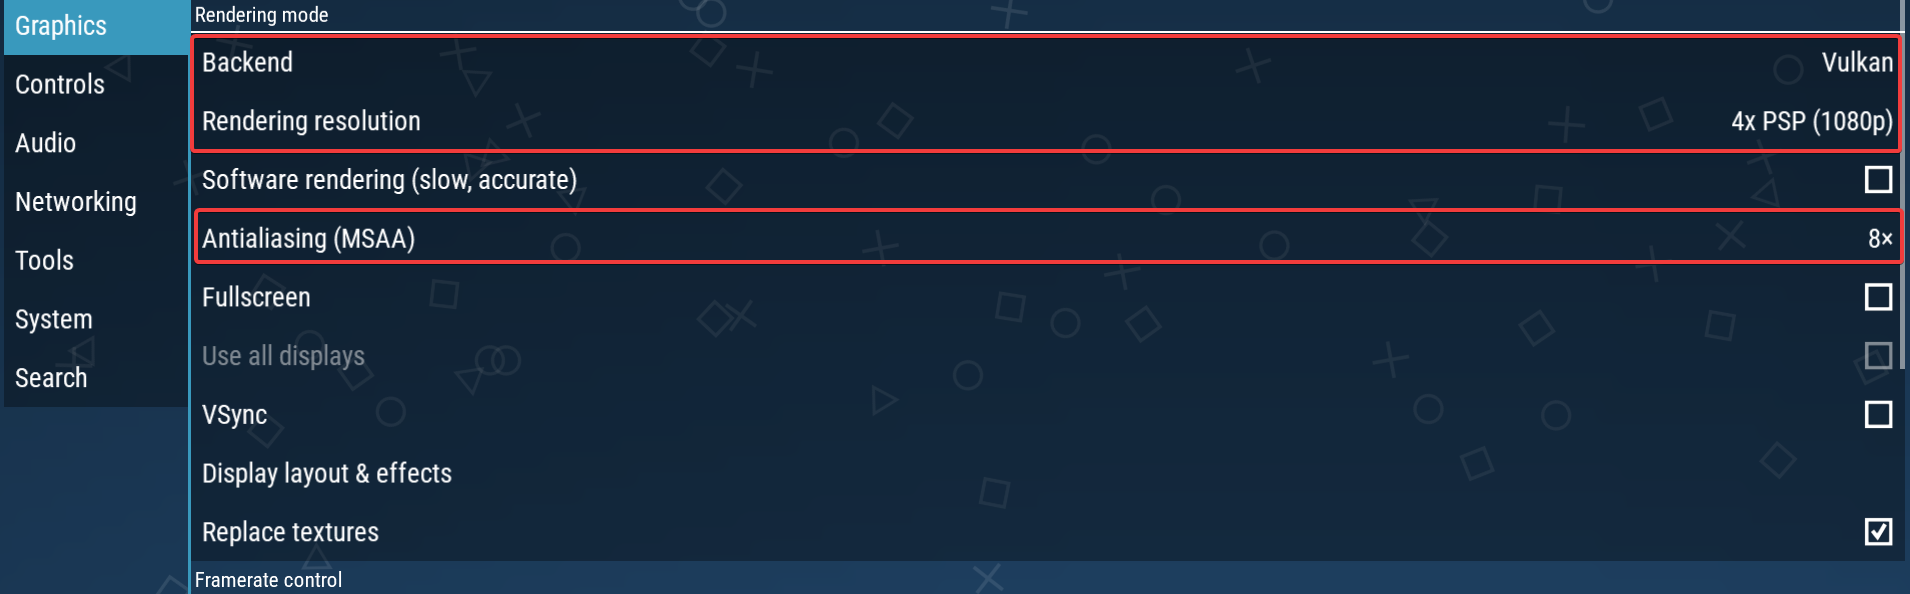 Graphics
Controls
Audio
Networking
Tools
System
Search
Rendering mode
Backend Vulkan
Rendering resolution 4x PSP (1080p)
Software rendering (slow, accurate)
Antialiasing (MSAA) 8×
Fullscreen
Use all displays
VSync
Display layout & effects
Replace textures
Framerate control